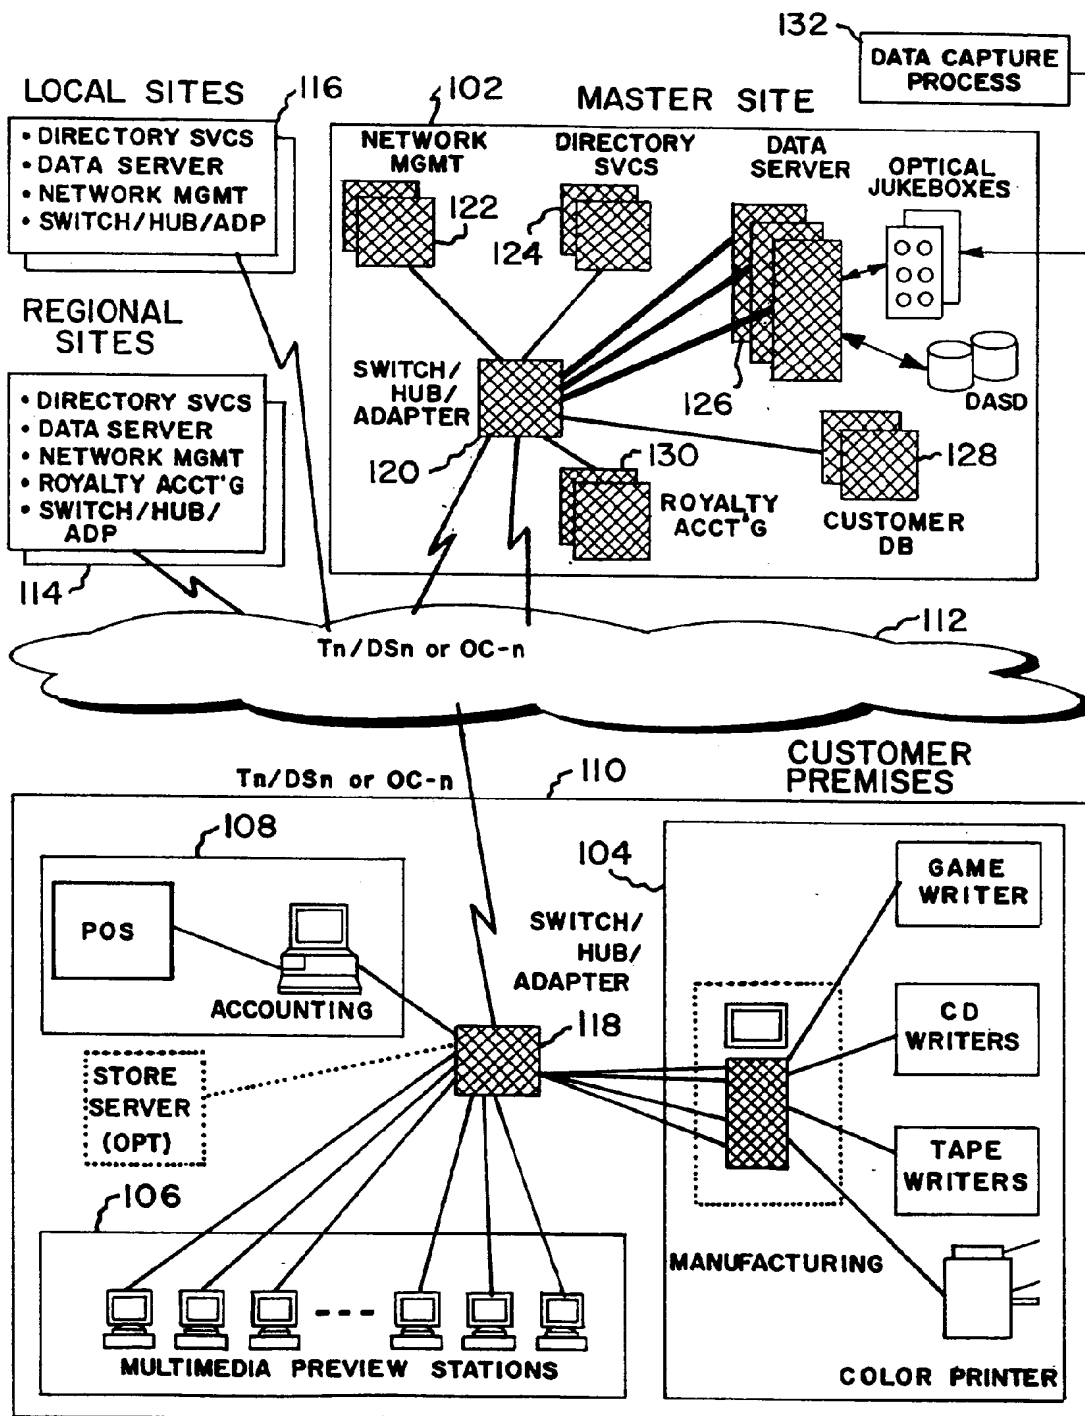 132
DATA CAPTURE
PROCESS
LOCAL SITES
116
• DIRECTORY SVCS
• DATA SERVER
• NETWORK MGMT
• SWITCH/HUB/ADP
102
MASTER SITE
NETWORK
MGMT
122
DIRECTORY
SVCS
124
DATA
SERVER
126
OPTICAL
JUKEBOXES
DASD
REGIONAL
SITES
• DIRECTORY SVCS
• DATA SERVER
• NETWORK MGMT
• ROYALTY ACCT'G
• SWITCH/HUB/
ADP
114
SWITCH/
HUB/
ADAPTER
120
130
ROYALTY
ACCT'G
128
CUSTOMER
DB
112
Tn/DSn or OC-n
Tn/DSn or OC-n
110
CUSTOMER
PREMISES
108
POS
ACCOUNTING
SWITCH/
HUB/
ADAPTER
118
STORE
SERVER
(OPT)
104
GAME
WRITER
CD
WRITERS
TAPE
WRITERS
MANUFACTURING
COLOR PRINTER
106
MULTIMEDIA PREVIEW STATIONS